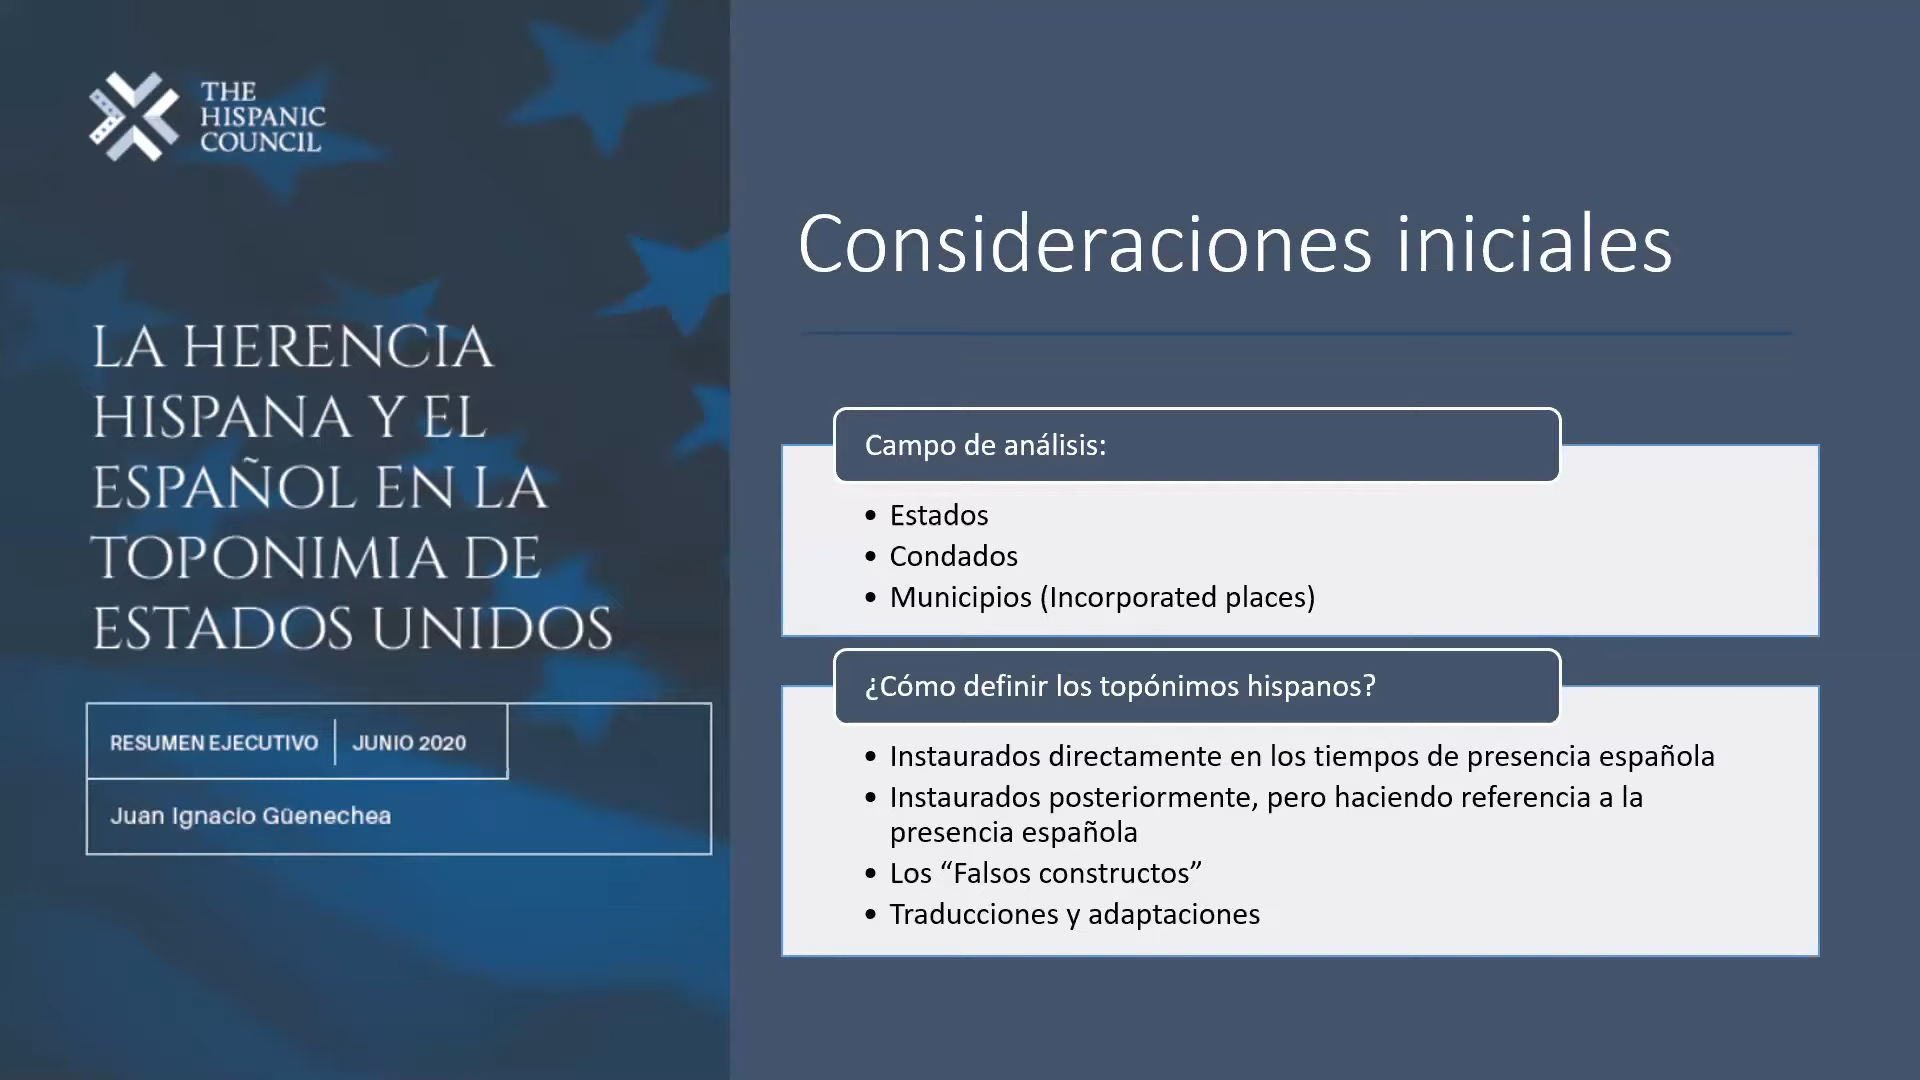 THE
HISPANIC
COUNCIL
LA HERENCIA
HISPANA Y EL
ESPAÑOL EN LA
TOPONIMIA DE
ESTADOS UNIDOS
RESUMEN EJECUTIVO | JUNIO 2020
Juan Ignacio Güenechea
Consideraciones iniciales
Campo de análisis:
• Estados
• Condados
• Municipios (Incorporated places)
¿Cómo definir los topónimos hispanos?
• Instaurados directamente en los tiempos de presencia española
• Instaurados posteriormente, pero haciendo referencia a la
presencia española
• Los “Falsos constructos”
• Traducciones y adaptaciones